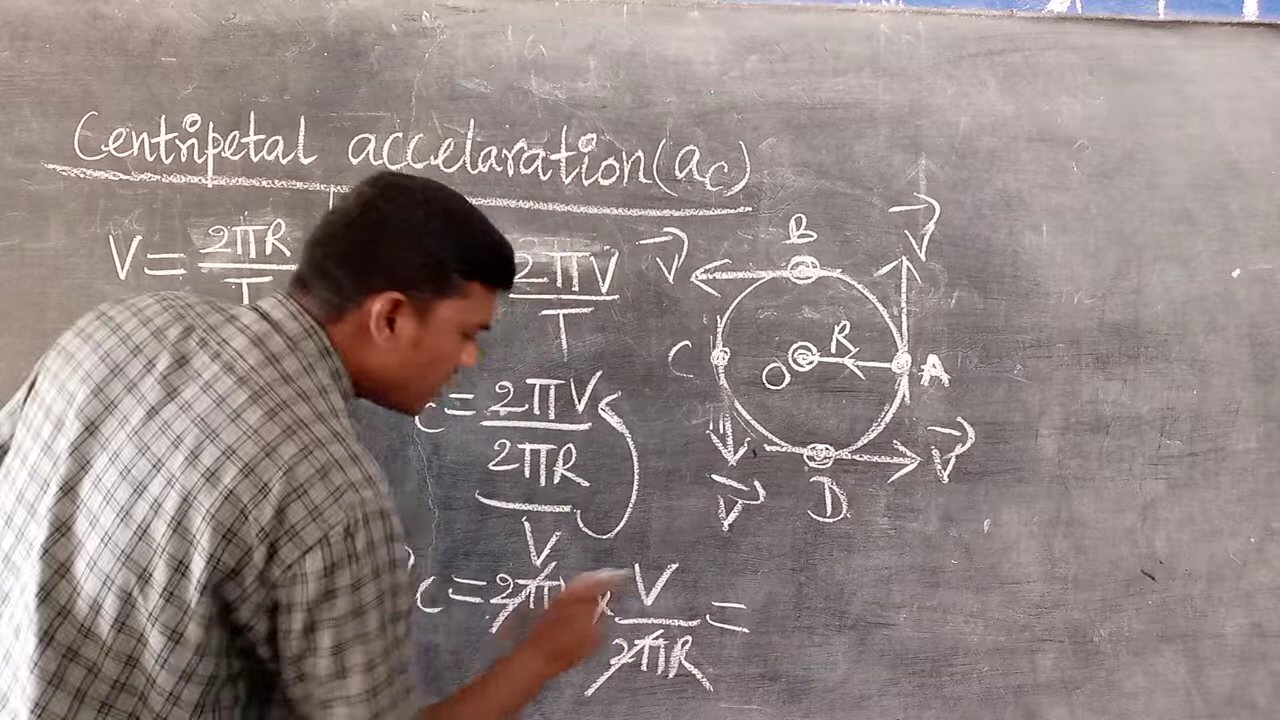 Centripetal accelaration (ac)
V = 2πR / T
2πV / T
c = 2πV / 2πR / V
c = 2π × V / 2πR =
V
B
V
C
O
R
A
V
D
V